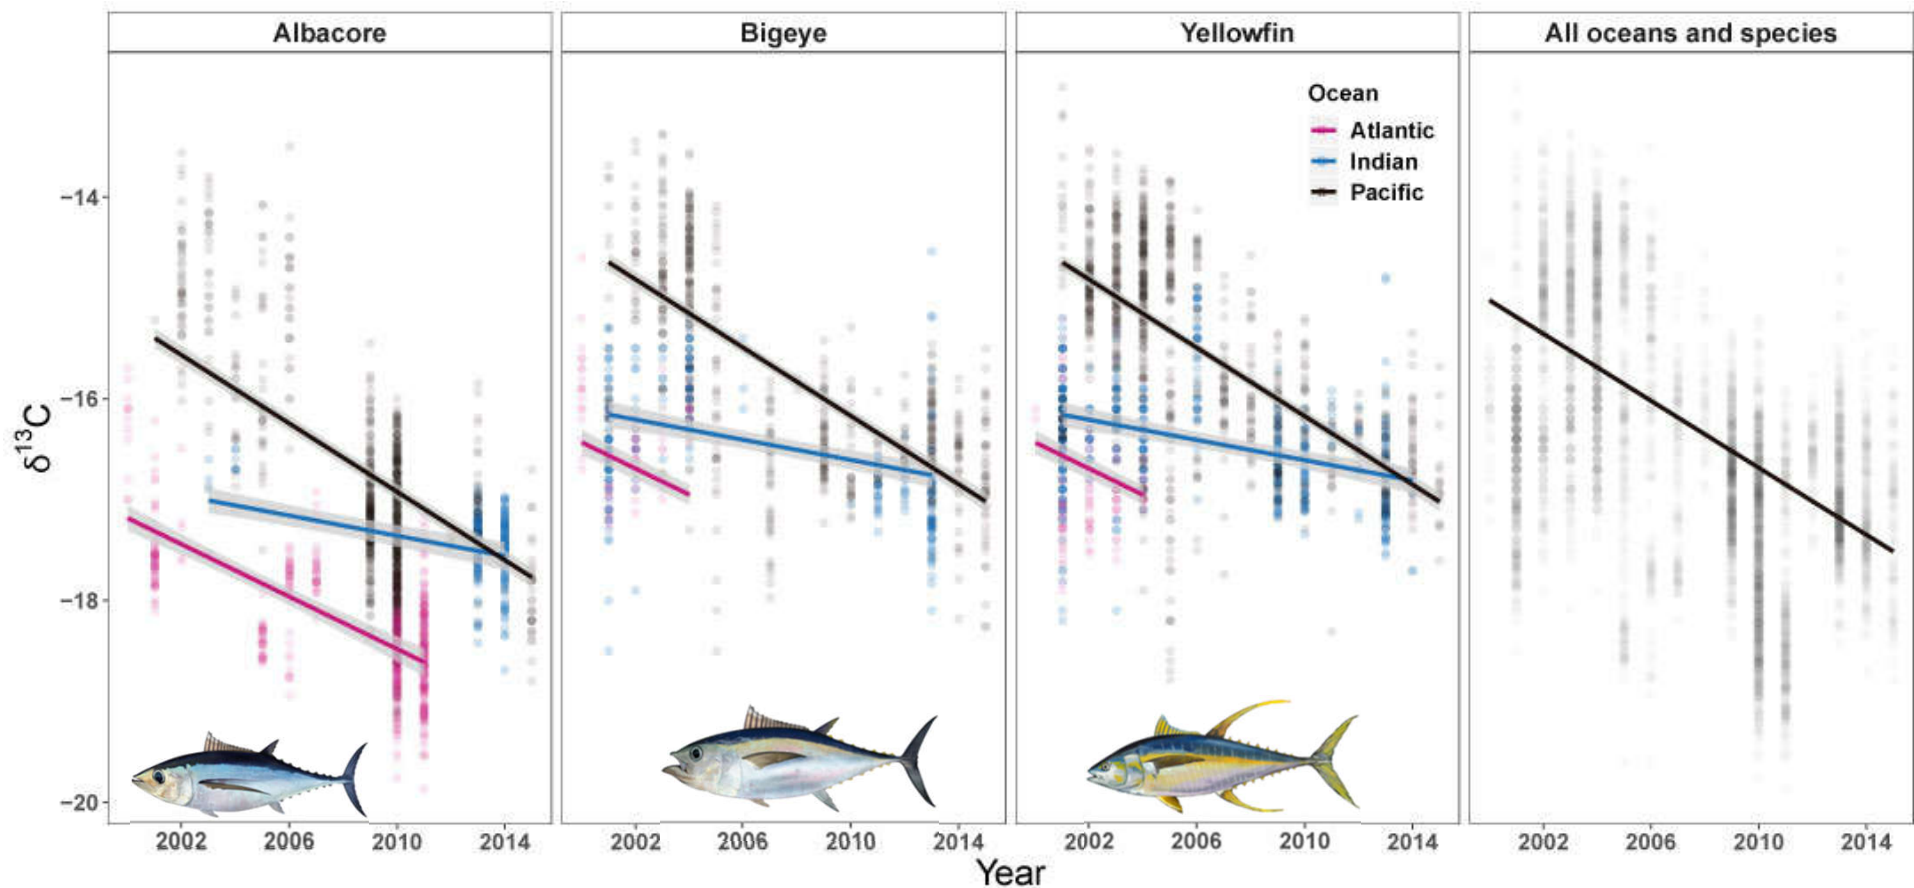 Albacore
Bigeye
Yellowfin
All oceans and species
Ocean
Atlantic
Indian
Pacific
δ¹³C
−14
−16
−18
−20
2002 2006 2010 2014
2002 2006 2010 2014
2002 2006 2010 2014
2002 2006 2010 2014
Year